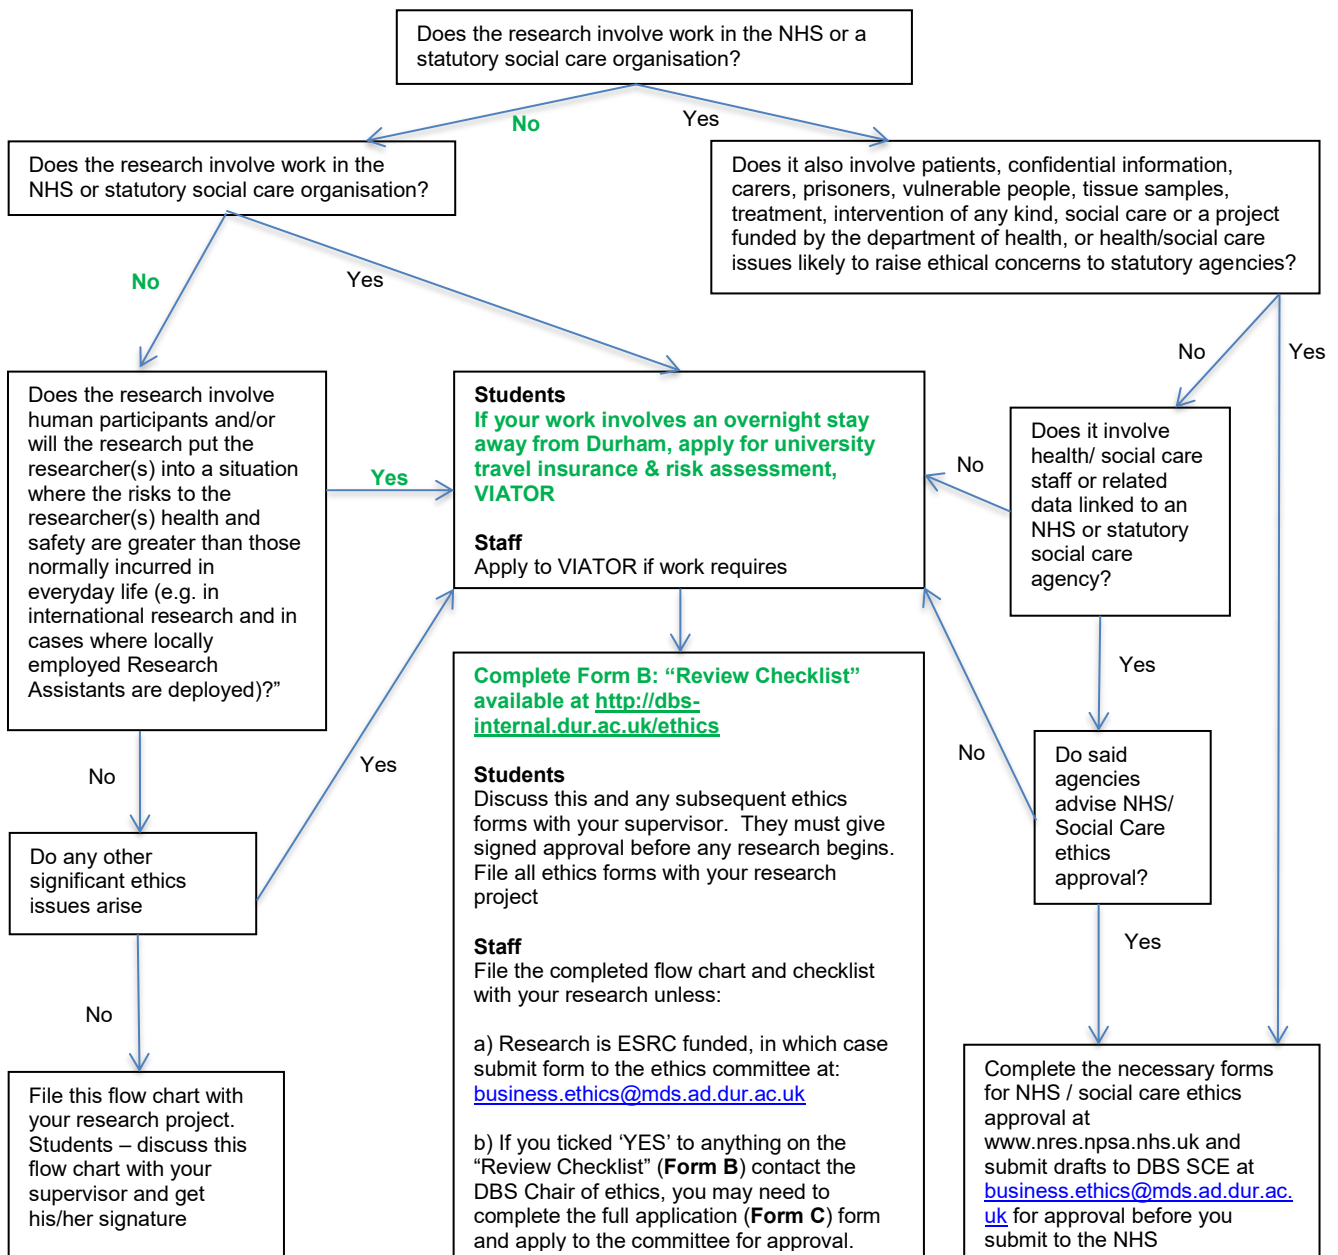 Does the research involve work in the NHS or a
statutory social care organisation?
No
Yes
Does the research involve work in the
NHS or statutory social care organisation?
Does it also involve patients, confidential information,
carers, prisoners, vulnerable people, tissue samples,
treatment, intervention of any kind, social care or a project
funded by the department of health, or health/social care
issues likely to raise ethical concerns to statutory agencies?
No
Yes
No
Yes
Does the research involve
human participants and/or
will the research put the
researcher(s) into a situation
where the risks to the
researcher(s) health and
safety are greater than those
normally incurred in
everyday life (e.g. in
international research and in
cases where locally
employed Research
Assistants are deployed)?”
Yes
Students
If your work involves an overnight stay
away from Durham, apply for university
travel insurance & risk assessment,
VIATOR
Staff
Apply to VIATOR if work requires
No
Does it involve
health/ social care
staff or related
data linked to an
NHS or statutory
social care
agency?
Yes
No
Yes
No
Do any other
significant ethics
issues arise
No
File this flow chart with
your research project.
Students – discuss this
flow chart with your
supervisor and get
his/her signature
Complete Form B: “Review Checklist”
available at http://dbs-
internal.dur.ac.uk/ethics
Students
Discuss this and any subsequent ethics
forms with your supervisor. They must give
signed approval before any research begins.
File all ethics forms with your research
project
Staff
File the completed flow chart and checklist
with your research unless:
a) Research is ESRC funded, in which case
submit form to the ethics committee at:
business.ethics@mds.ad.dur.ac.uk
b) If you ticked ‘YES’ to anything on the
“Review Checklist” (Form B) contact the
DBS Chair of ethics, you may need to
complete the full application (Form C) form
and apply to the committee for approval.
Do said
agencies
advise NHS/
Social Care
ethics
approval?
Yes
Complete the necessary forms
for NHS / social care ethics
approval at
www.nres.npsa.nhs.uk and
submit drafts to DBS SCE at
business.ethics@mds.ad.dur.ac.
uk for approval before you
submit to the NHS